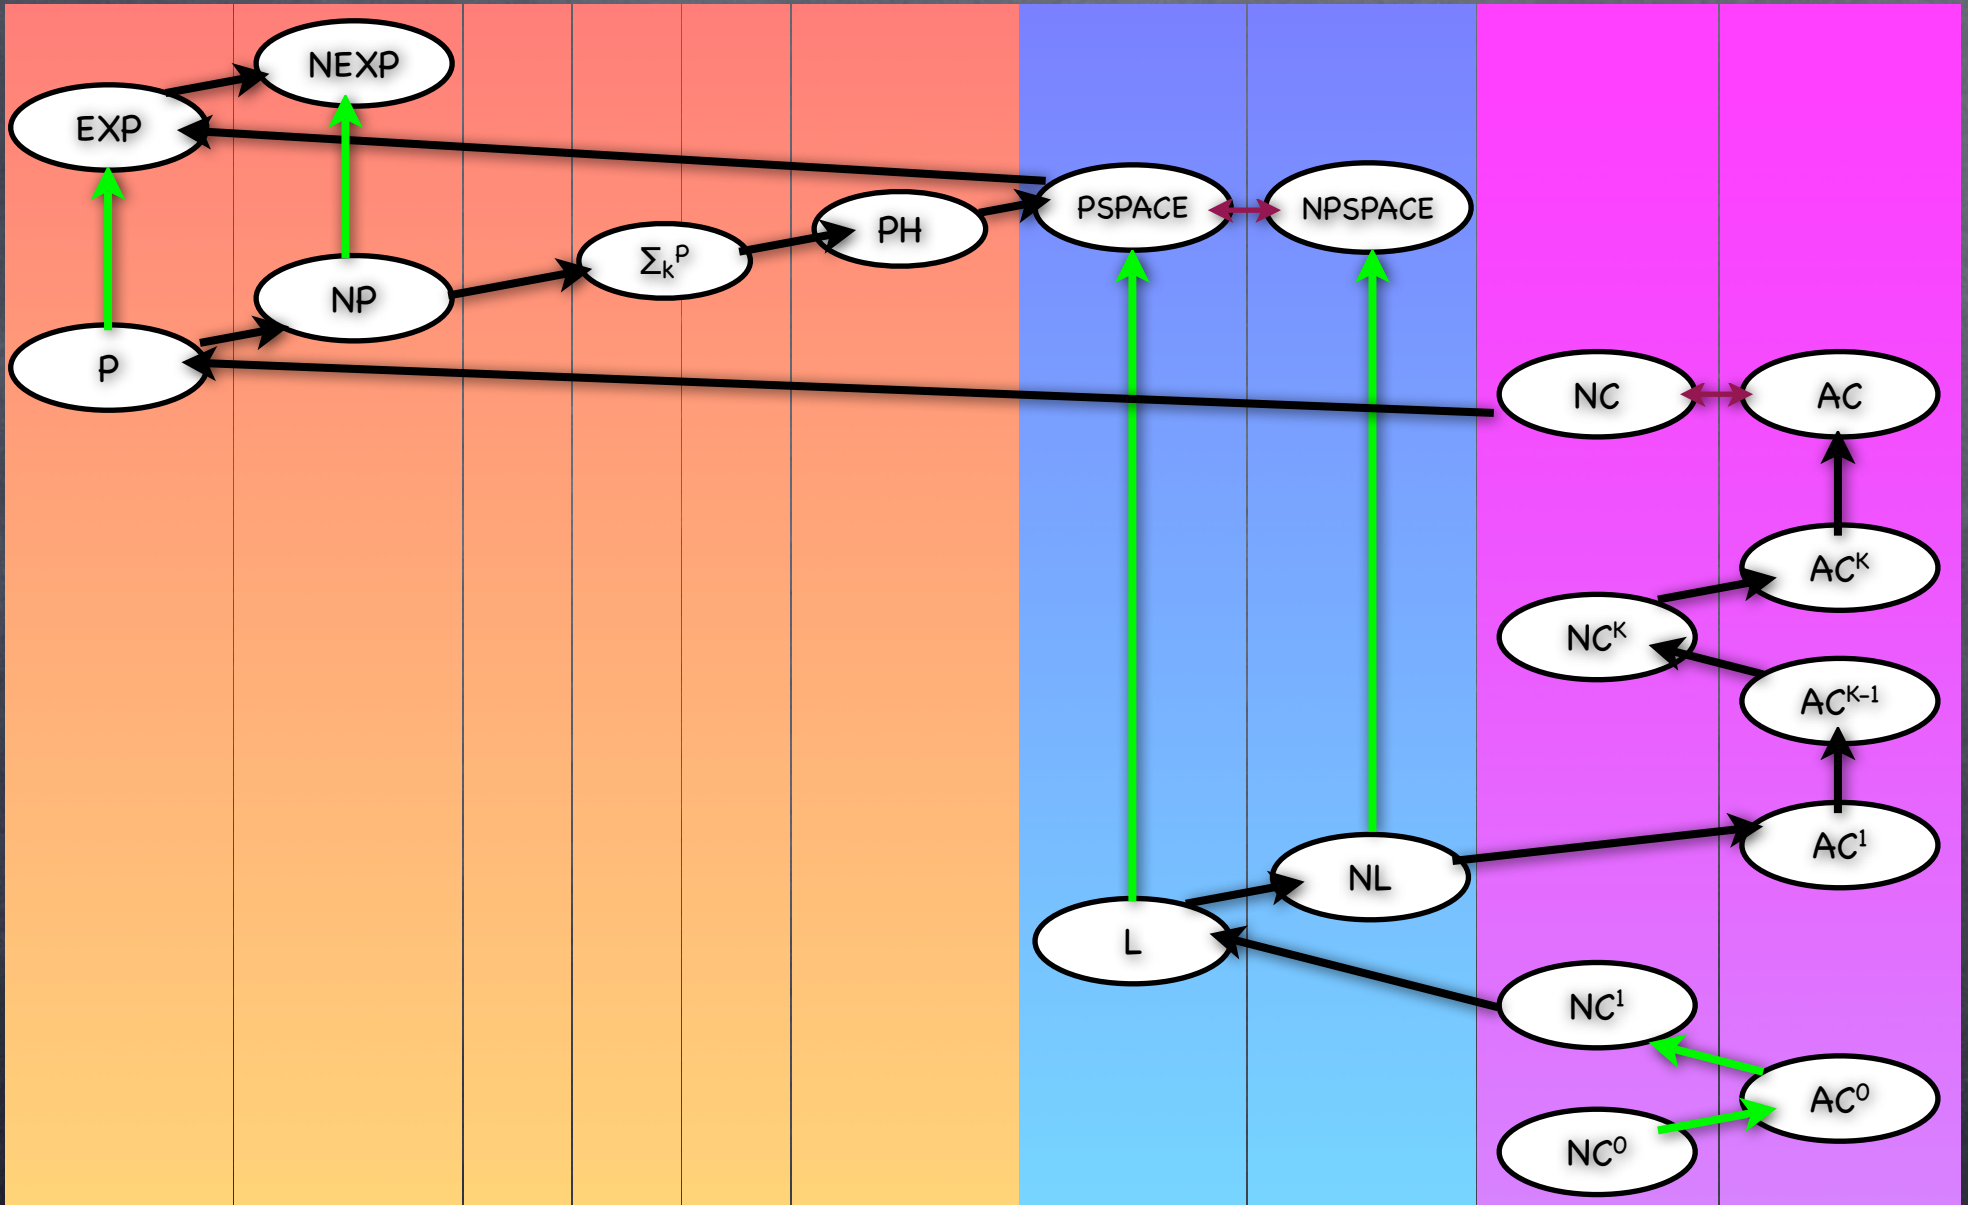 NEXP
EXP
PSPACE
NPSPACE
PH
Σₖᴾ
NP
P
NC
AC
ACᴷ
NCᴷ
ACᴷ⁻¹
AC¹
NL
L
NC¹
AC⁰
NC⁰